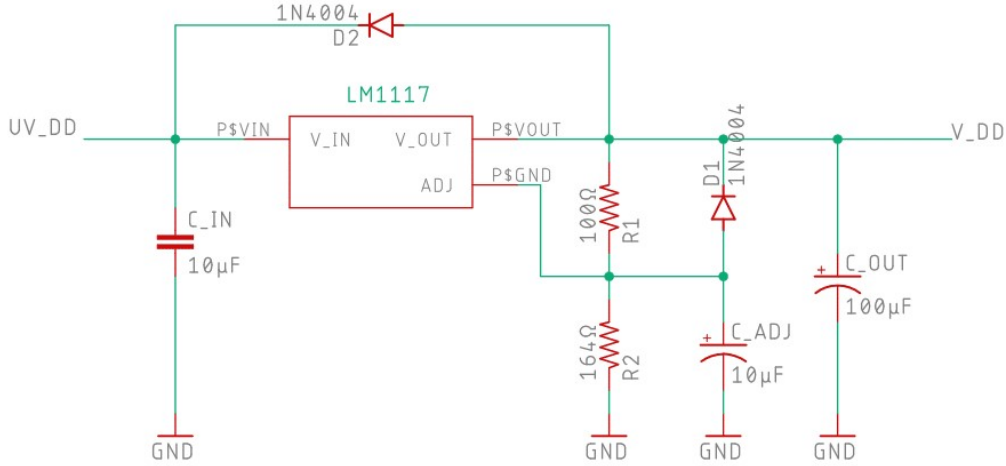 1N4004
D2
LM1117
UV_DD
P$VIN
V_IN
V_OUT
P$VOUT
V_DD
ADJ
P$GND
D1
1N4004
100Ω
R1
C_IN
10µF
+
C_OUT
100µF
164Ω
R2
+
C_ADJ
10µF
GND
GND
GND
GND